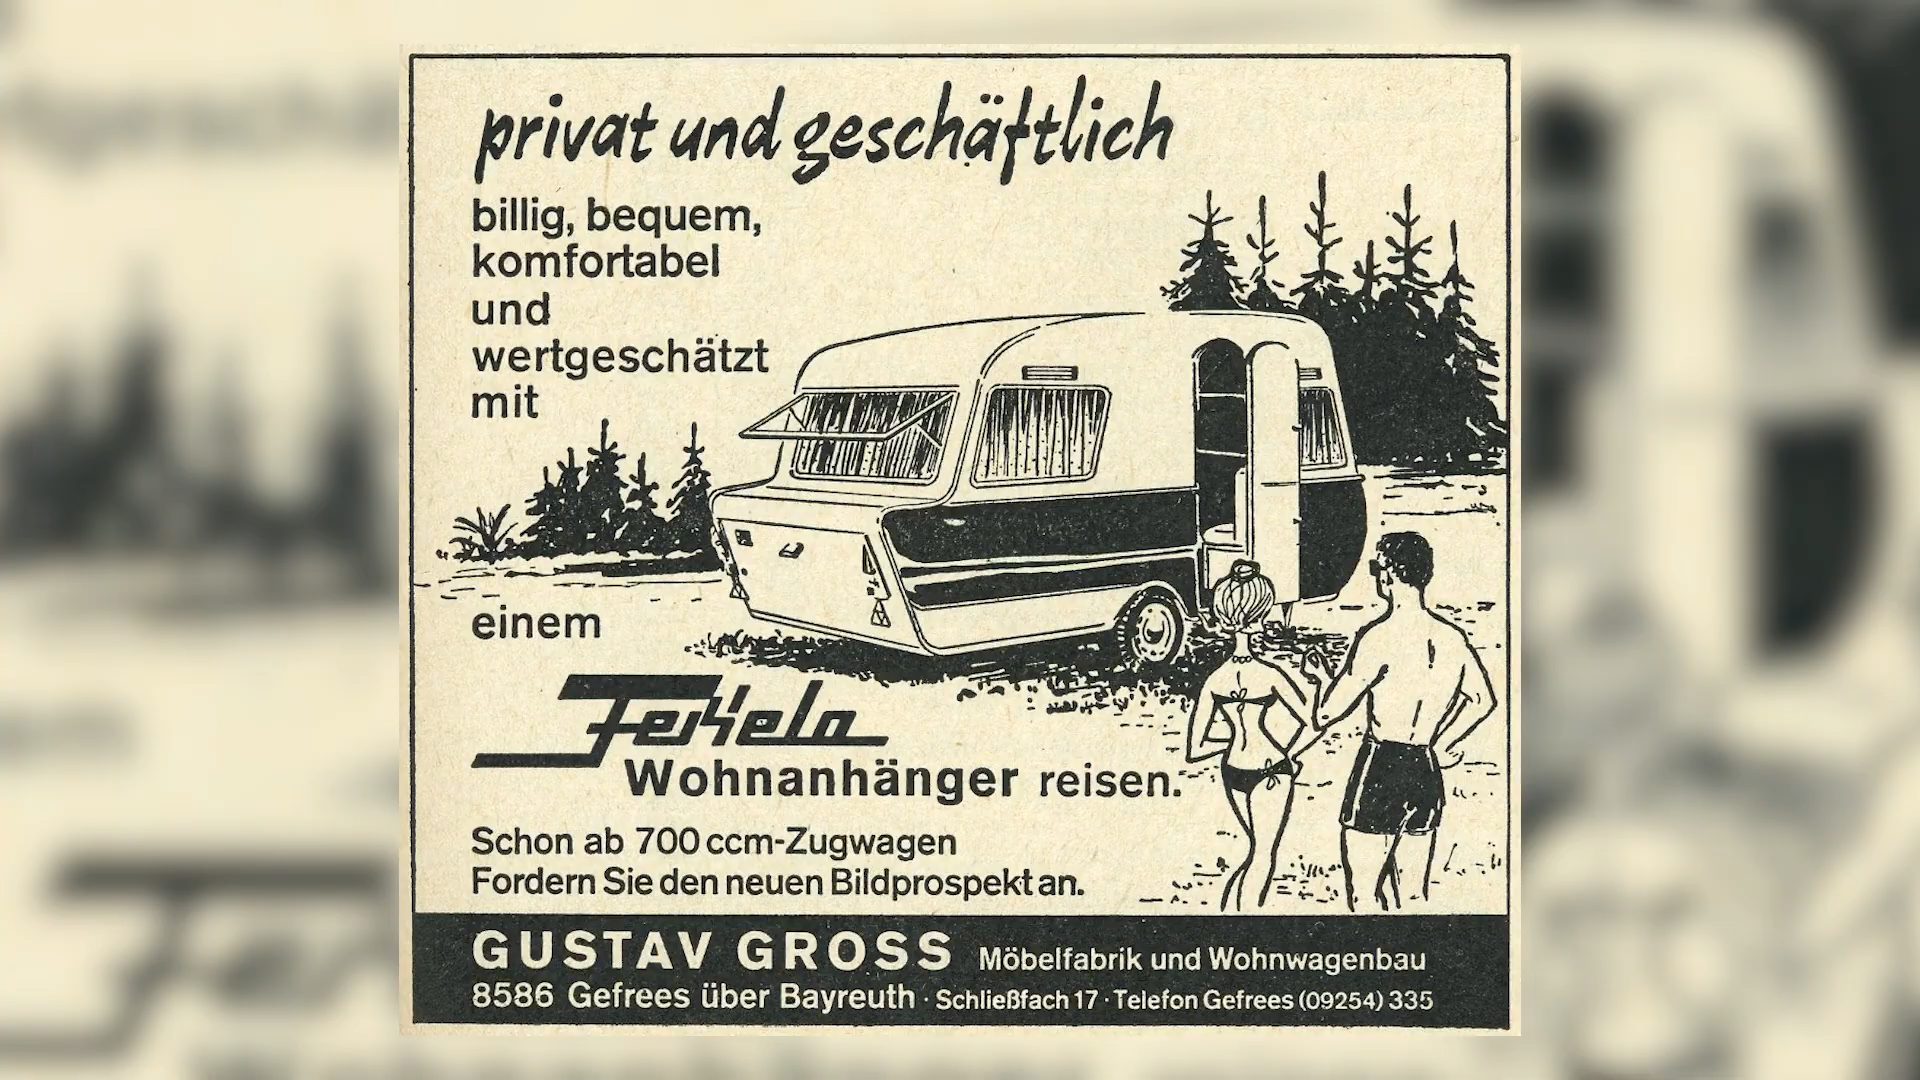 privat und geschäftlich
billig, bequem,
komfortabel
und
wertgeschätzt
mit
einem
Wohnanhänger reisen.
Schon ab 700 ccm-Zugwagen
Fordern Sie den neuen Bildprospekt an.
GUSTAV GROSS Möbelfabrik und Wohnwagenbau
8586 Gefrees über Bayreuth · Schließfach 17 · Telefon Gefrees (09254) 335